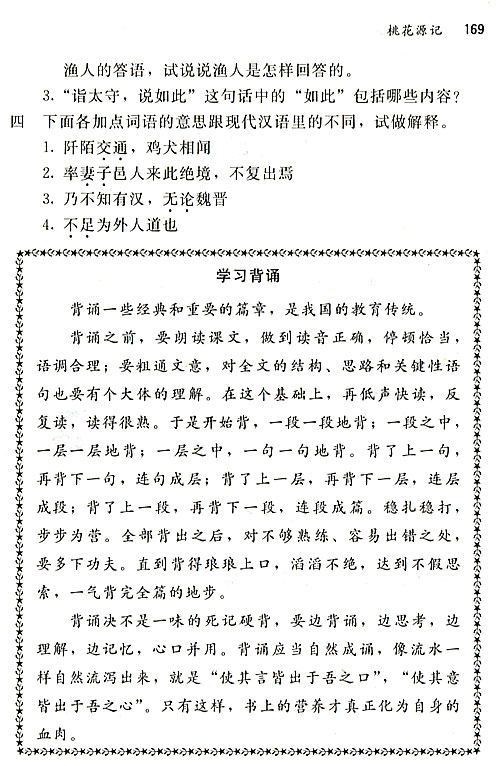 桃花源记 169
渔人的答语，试说说渔人是怎样回答的。
3. “诣太守，说如此”这句话中的“如此”包括哪些内容？
四 下面各加点词语的意思跟现代汉语里的不同，试做解释。
1. 阡陌交通，鸡犬相闻
2. 率妻子邑人来此绝境，不复出焉
3. 乃不知有汉，无论魏晋
4. 不足为外人道也
学习背诵
背诵一些经典和重要的篇章，是我国的教育传统。
背诵之前，要朗读课文，做到读音正确，停顿恰当，
语调合理；要粗通文意，对全文的结构、思路和关键性语
句也要有个大体的理解。在这个基础上，再低声快读，反
复读，读得很熟。于是开始背，一段一段地背；一段之中，
一层一层地背；一层之中，一句一句地背。背了上一句，
再背下一句，连句成层；背了上一层，再背下一层，连层
成段；背了上一段，再背下一段，连段成篇。稳扎稳打，
步步为营。全部背出之后，对不够熟练、容易出错之处，
要多下功夫。直到背得琅琅上口，滔滔不绝，达到不假思
索，一气背完全篇的地步。
背诵决不是一味的死记硬背，要边背诵，边思考，边
理解，边记忆，心口并用。背诵应当自然成诵，像流水一
样自然流泻出来，就是“使其言皆出于吾之口”，“使其意
皆出于吾之心”。只有这样，书上的营养才真正化为自身的
血肉。